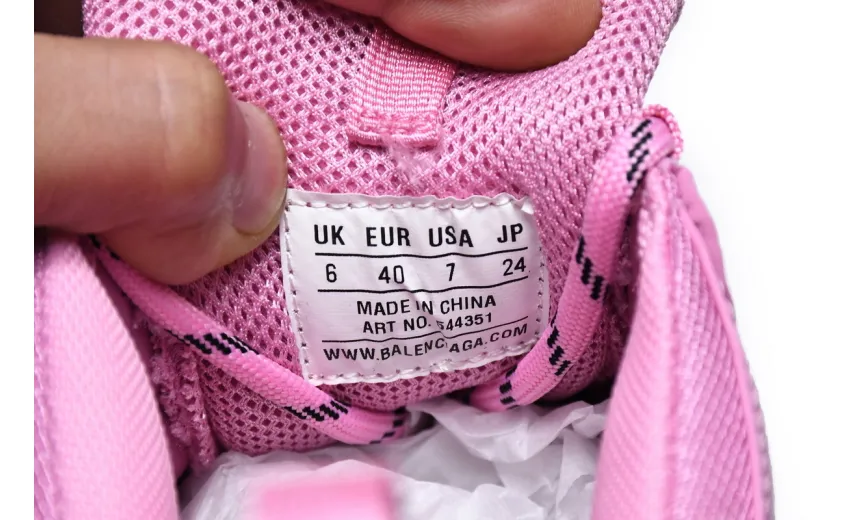 UK EUR USA JP
6 40 7 24
MADE IN CHINA
ART NO. 544351
WWW.BALENCIAGA.COM